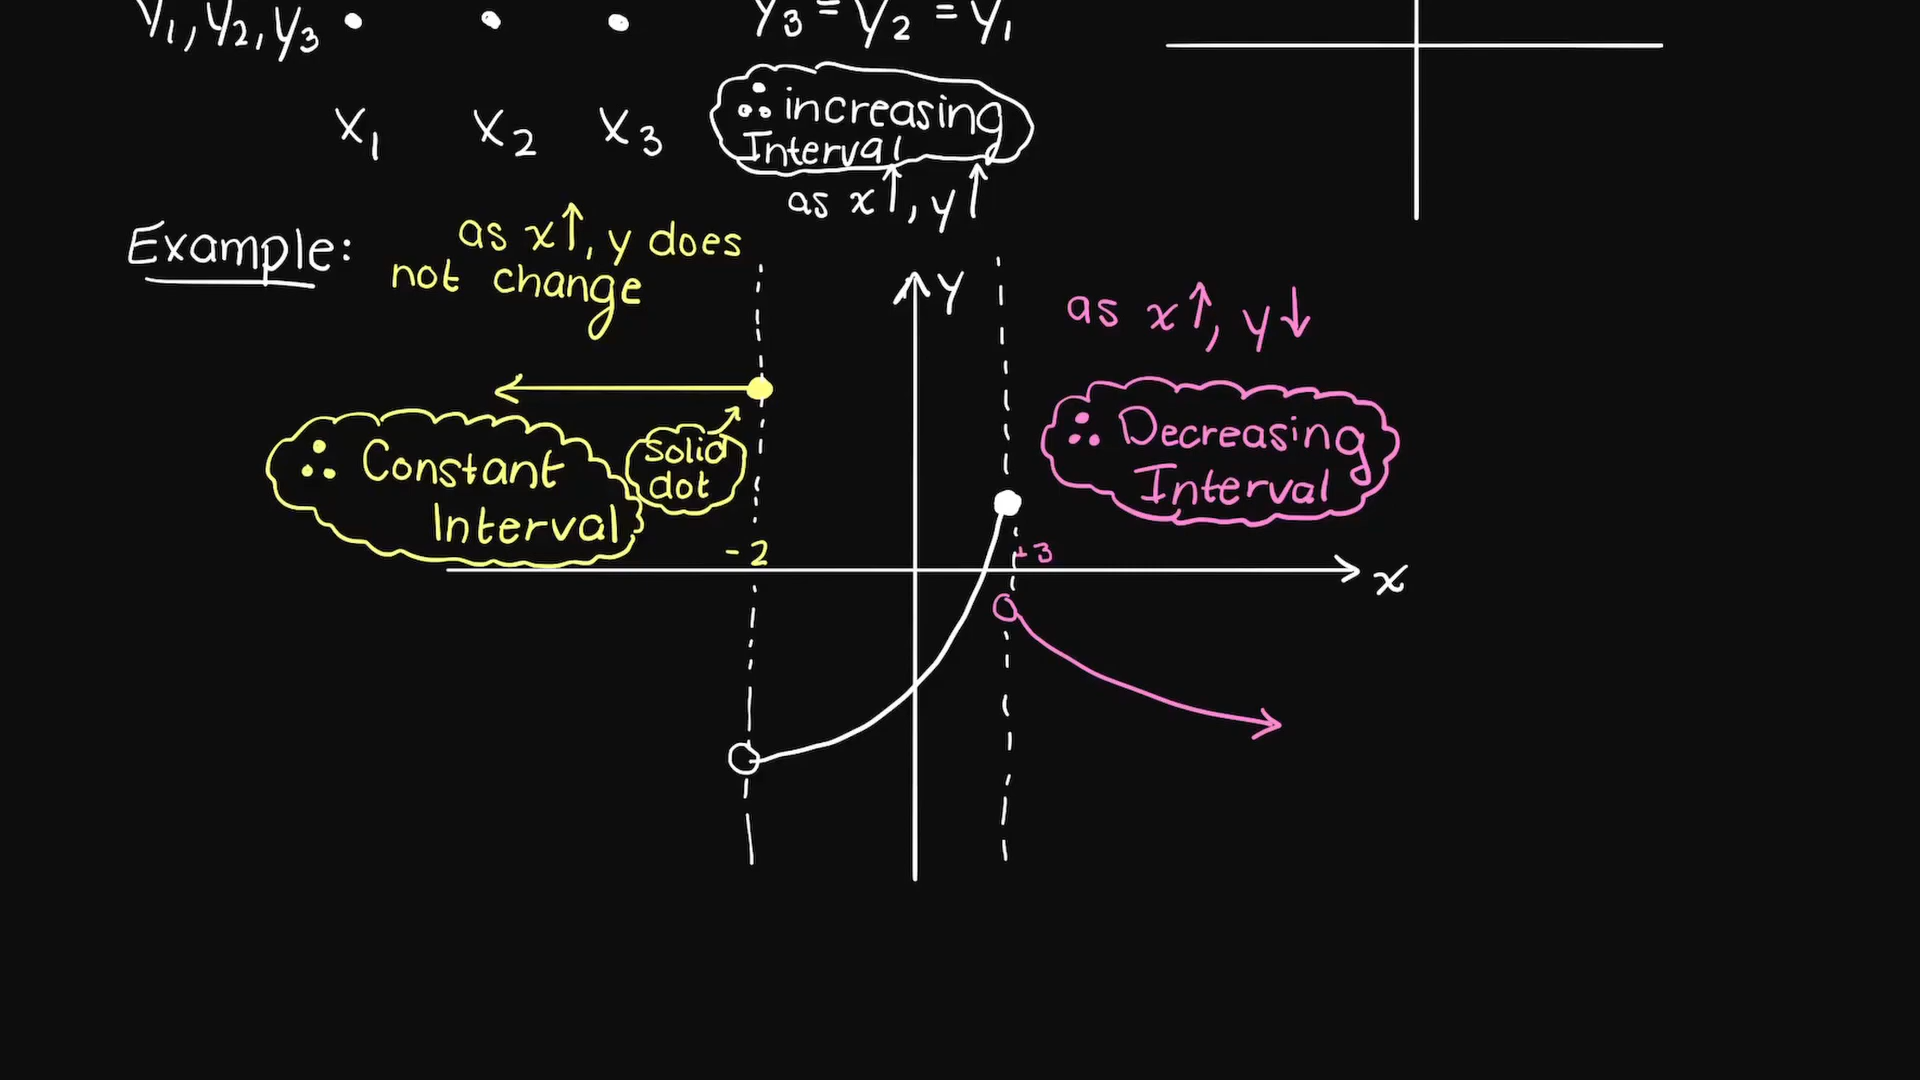 Y1, Y2, Y3
Y3 = Y2 = Y1
X1 X2 X3
∴ increasing
Interval
as x↑, y↑
Example:
as x↑, y does
not change
Y
as x↑, y↓
∴ Constant
Interval
Solid
dot
∴ Decreasing
Interval
-2
+3
x